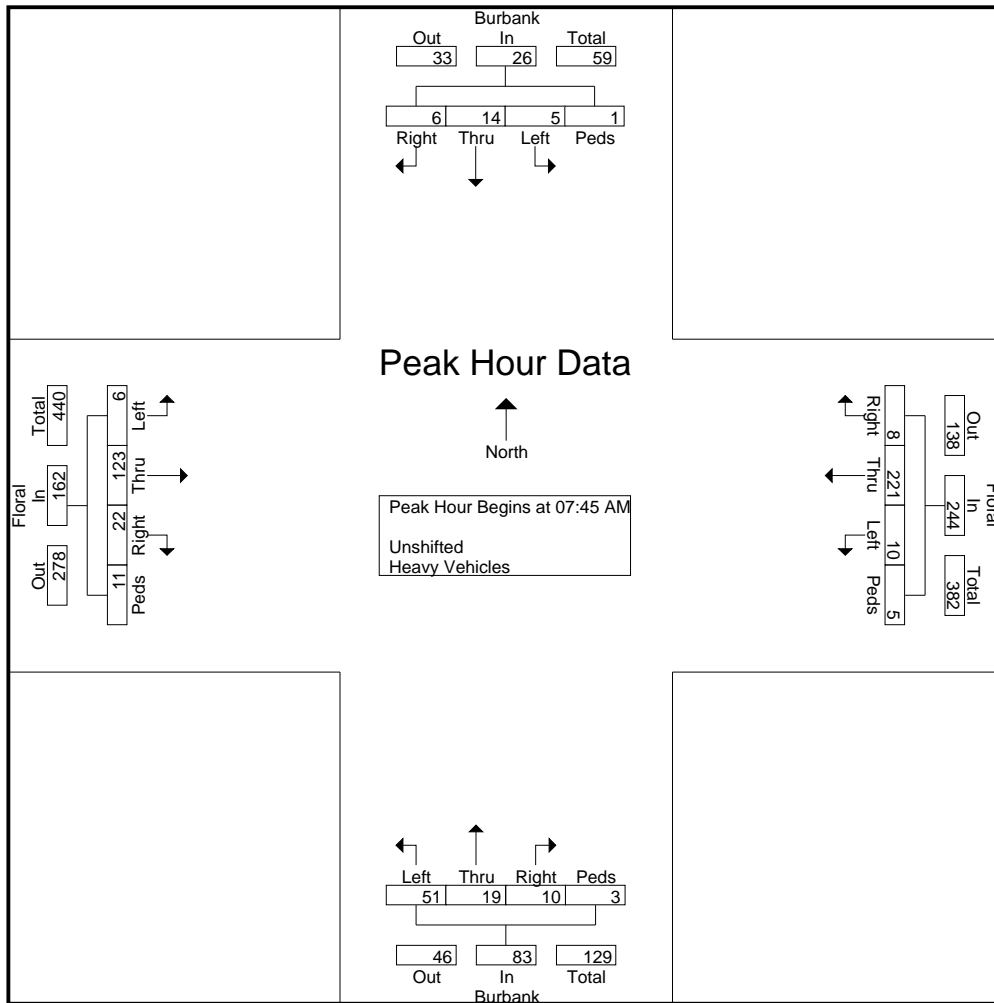 Burbank
Out In Total
33 26 59
6 14 5 1
Right Thru Left Peds
Peak Hour Data
North
Peak Hour Begins at 07:45 AM
Unshifted
Heavy Vehicles
Floral
Total In Out
440 162 278
6 123 22 11
Left Thru Right Peds
Right Thru Left Peds
8 221 10 5
138 244 382
Out In Total
Floral
Left Thru Right Peds
51 19 10 3
46 83 129
Out In Total
Burbank